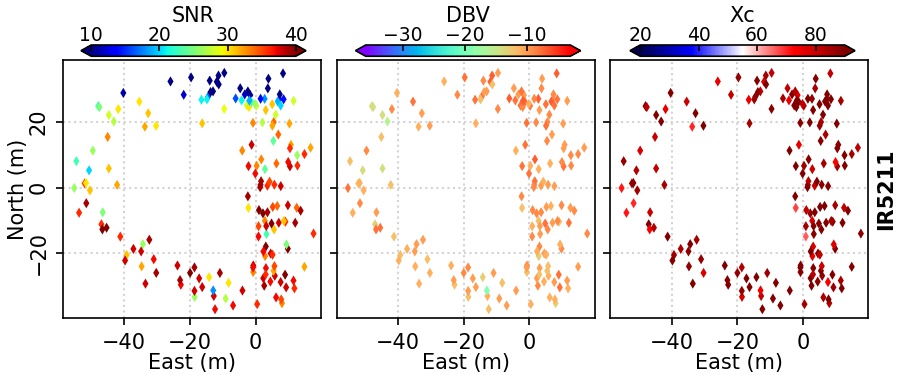 SNR DBV Xc
10 20 30 40 −30 −20 −10 20 40 60 80
North (m)
20
0
−20
−40 −20 0 −40 −20 0 −40 −20 0
East (m) East (m) East (m)
IR5211